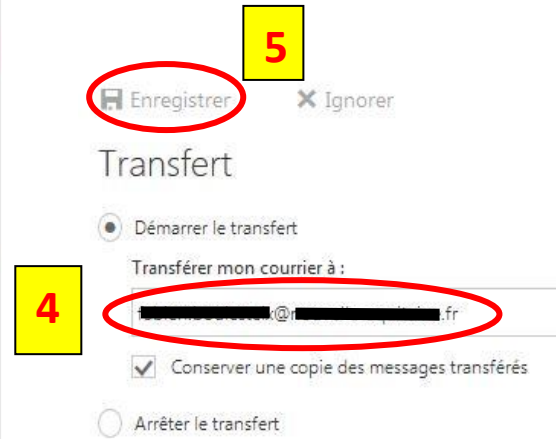 5
Enregistrer Ignorer
Transfert
Démarrer le transfert
Transférer mon courrier à :
4
.fr
Conserver une copie des messages transférés
Arrêter le transfert